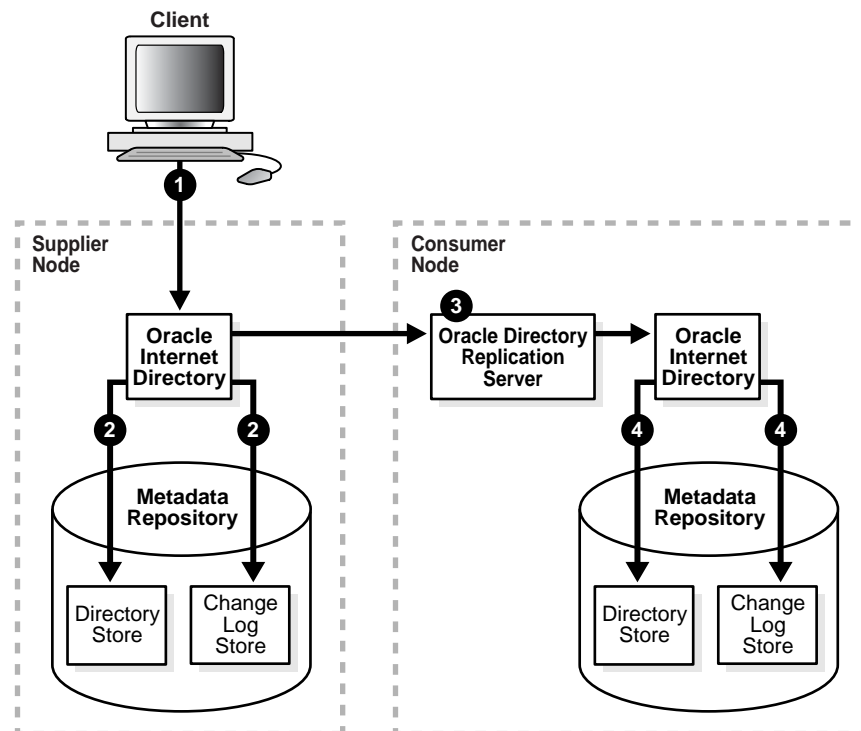 Client
1
Supplier
Node
Consumer
Node
3
Oracle
Internet
Directory
Oracle Directory
Replication
Server
Oracle
Internet
Directory
2
2
4
4
Metadata
Repository
Metadata
Repository
Directory
Store
Change
Log
Store
Directory
Store
Change
Log
Store